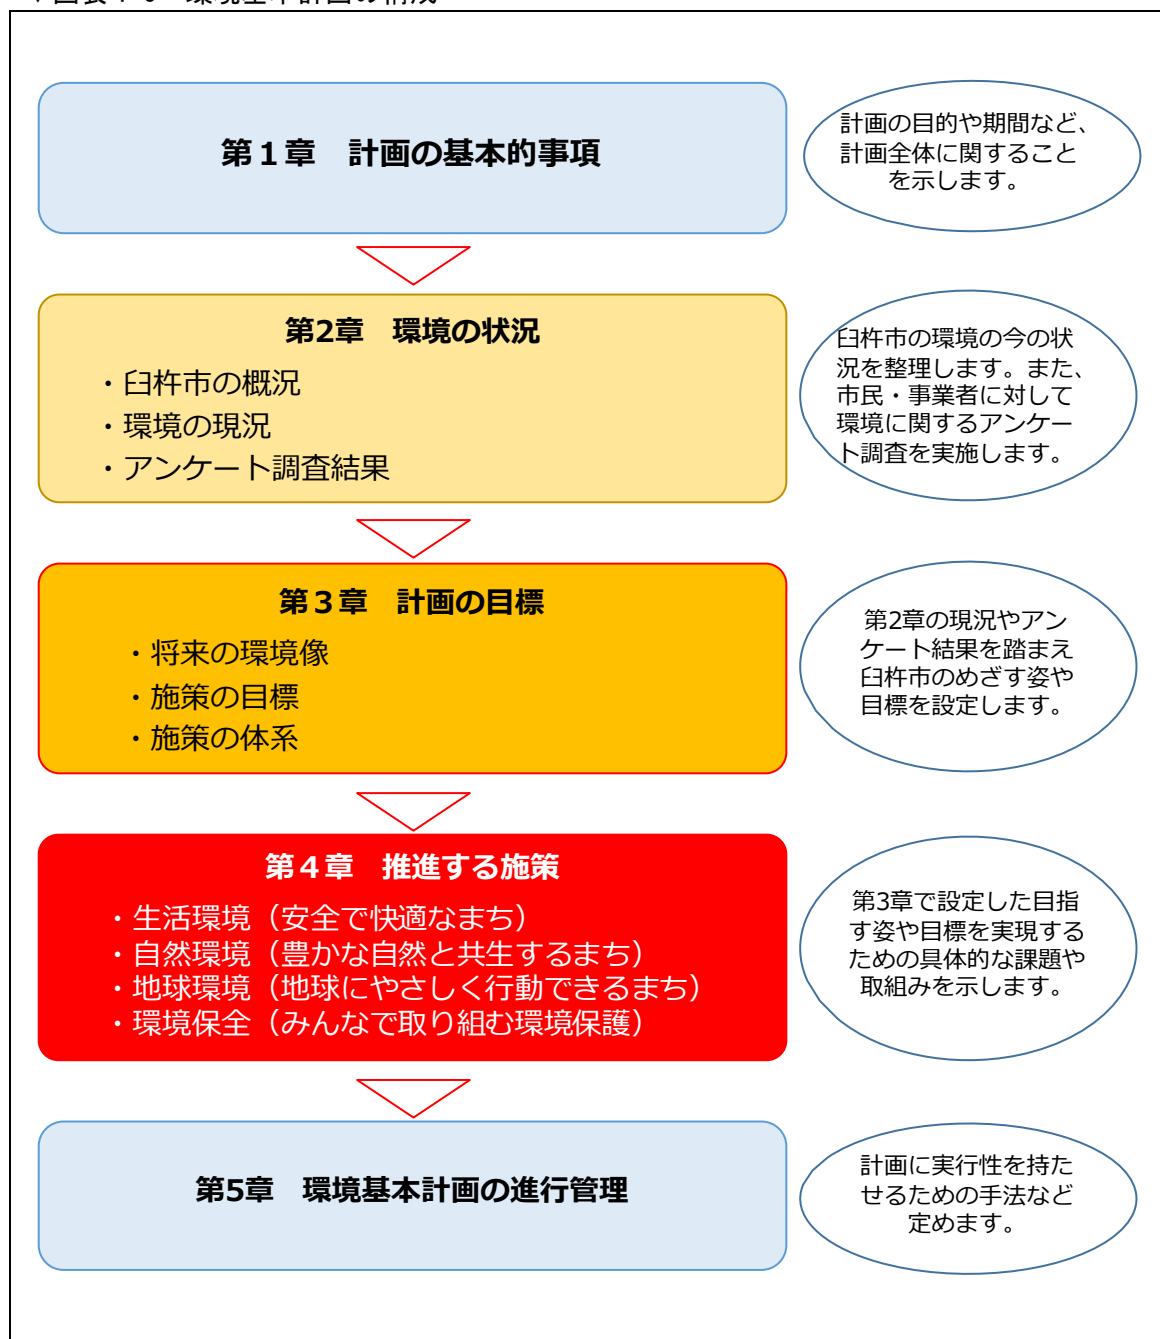 第１章　計画の基本的事項
計画の目的や期間など、
計画全体に関すること
を示します。
第2章　環境の状況
・臼杵市の概況
・環境の現況
・アンケート調査結果
臼杵市の環境の今の状
況を整理します。また、
市民・事業者に対して
環境に関するアンケー
ト調査を実施します。
第３章　計画の目標
・将来の環境像
・施策の目標
・施策の体系
第2章の現況やアン
ケート結果を踏まえ
臼杵市のめざす姿や
目標を設定します。
第４章　推進する施策
・生活環境（安全で快適なまち）
・自然環境（豊かな自然と共生するまち）
・地球環境（地球にやさしく行動できるまち）
・環境保全（みんなで取り組む環境保護）
第3章で設定した目指
す姿や目標を実現する
ための具体的な課題や
取組みを示します。
第5章　環境基本計画の進行管理
計画に実行性を持た
せるための手法など
定めます。